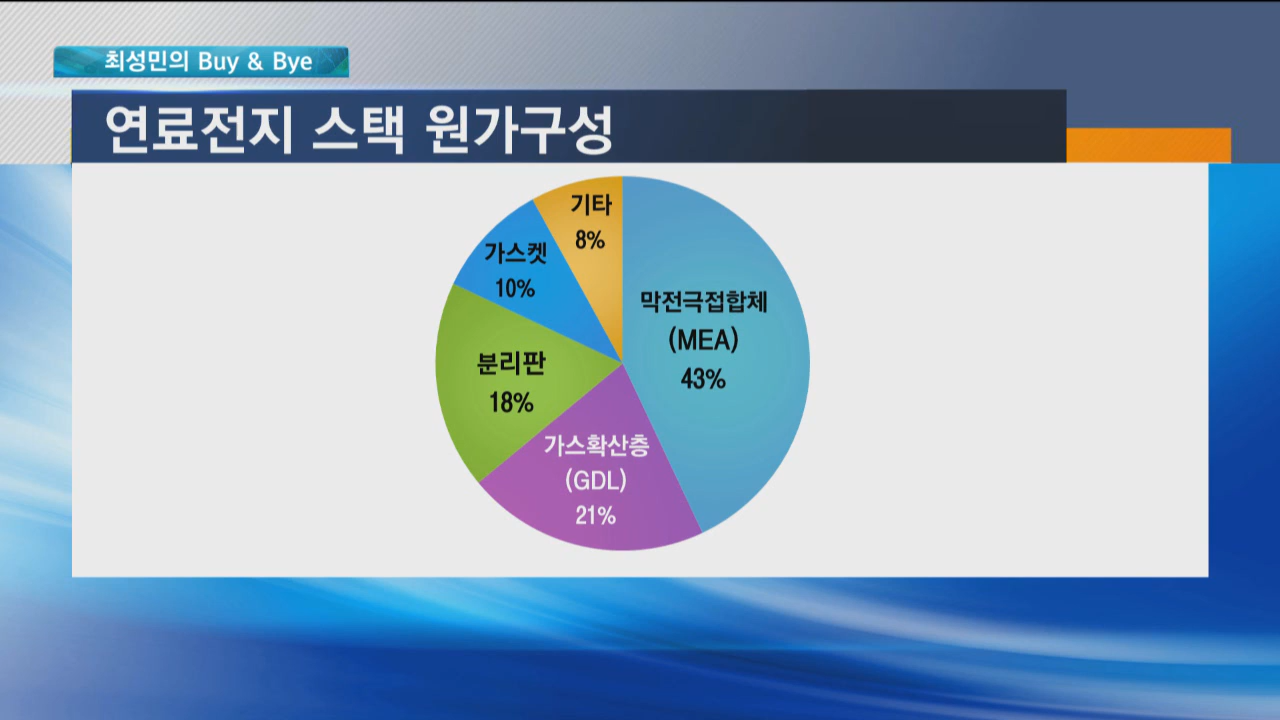 최성민의 Buy & Bye
연료전지 스택 원가구성
기타
8%
가스켓
10%
막전극접합체
(MEA)
43%
분리판
18%
가스확산층
(GDL)
21%